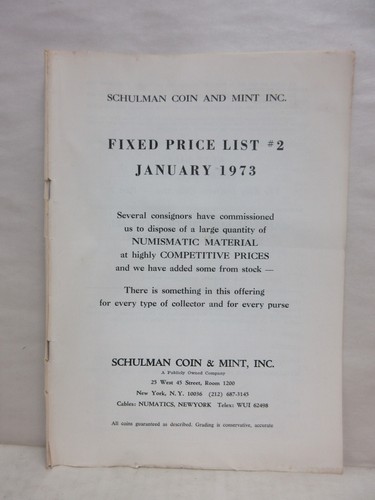 SCHULMAN COIN AND MINT INC.
FIXED PRICE LIST #2
JANUARY 1973
Several consignors have commissioned
us to dispose of a large quantity of
NUMISMATIC MATERIAL
at highly COMPETITIVE PRICES
and we have added some from stock —
There is something in this offering
for every type of collector and for every purse
SCHULMAN COIN & MINT, INC.
A Publicly Owned Company
25 West 45 Street, Room 1200
New York, N.Y. 10036 (212) 687-3145
Cables: NUMATICS, NEWYORK Telex: WUI 62498
All coins guaranteed as described. Grading is conservative, accurate